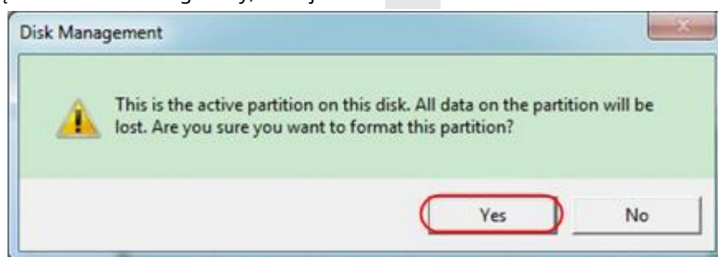 Disk Management
This is the active partition on this disk. All data on the partition will be
lost. Are you sure you want to format this partition?
Yes
No